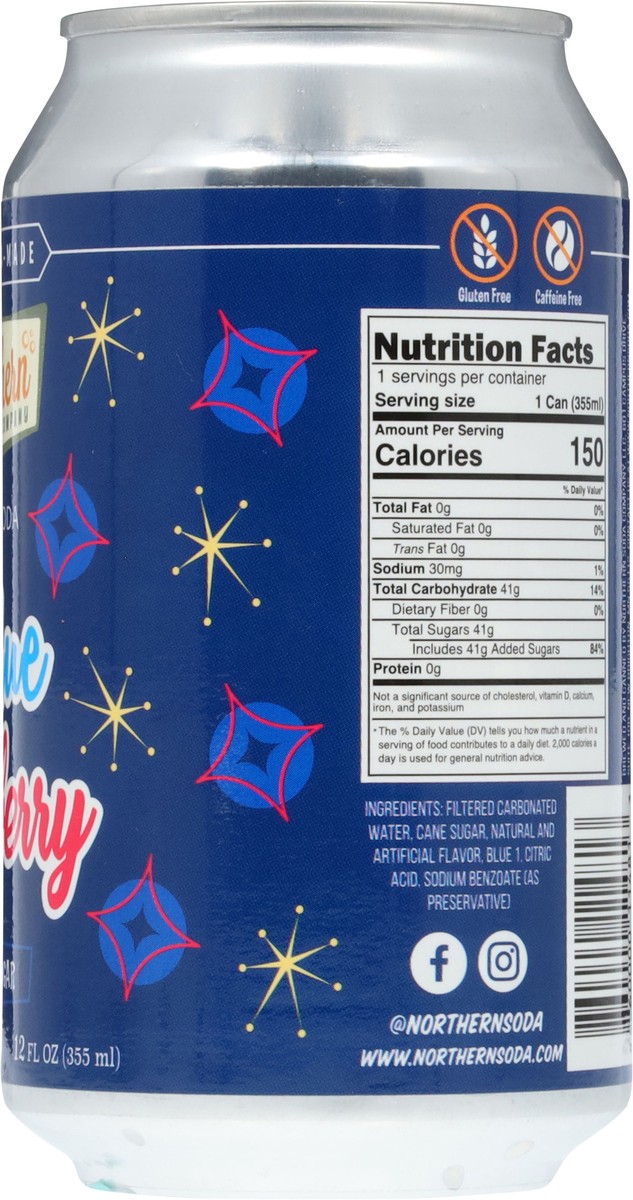 -MADE
Gluten Free
Caffeine Free
Nutrition Facts
1 servings per container
Serving size 1 Can (355ml)
Amount Per Serving
Calories 150
% Daily Value*
Total Fat 0g 0%
Saturated Fat 0g 0%
Trans Fat 0g
Sodium 30mg 1%
Total Carbohydrate 41g 14%
Dietary Fiber 0g 0%
Total Sugars 41g
Includes 41g Added Sugars 84%
Protein 0g
Not a significant source of cholesterol, vitamin D, calcium,
iron, and potassium
*The % Daily Value (DV) tells you how much a nutrient in a
serving of food contributes to a daily diet. 2,000 calories a
day is used for general nutrition advice.
INGREDIENTS: FILTERED CARBONATED
WATER, CANE SUGAR, NATURAL AND
ARTIFICIAL FLAVOR, BLUE 1, CITRIC
ACID, SODIUM BENZOATE (AS
PRESERVATIVE)
@NORTHERNSODA
WWW.NORTHERNSODA.COM
12 FL OZ (355 ml)